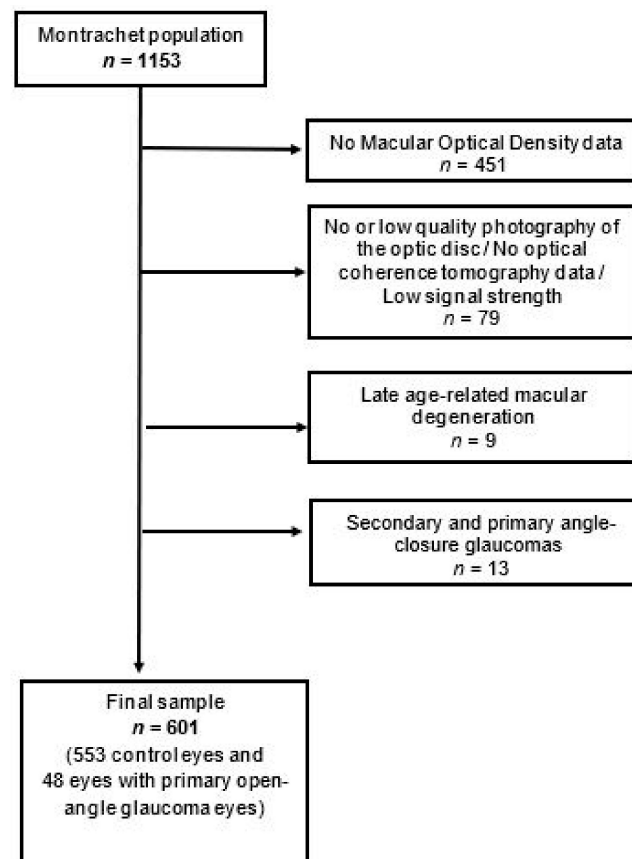 Montrachet population
n = 1153
No Macular Optical Density data
n = 451
No or low quality photography of
the optic disc / No optical
coherence tomography data /
Low signal strength
n = 79
Late age-related macular
degeneration
n = 9
Secondary and primary angle-
closure glaucomas
n = 13
Final sample
n = 601
(553 control eyes and
48 eyes with primary open-
angle glaucoma eyes)